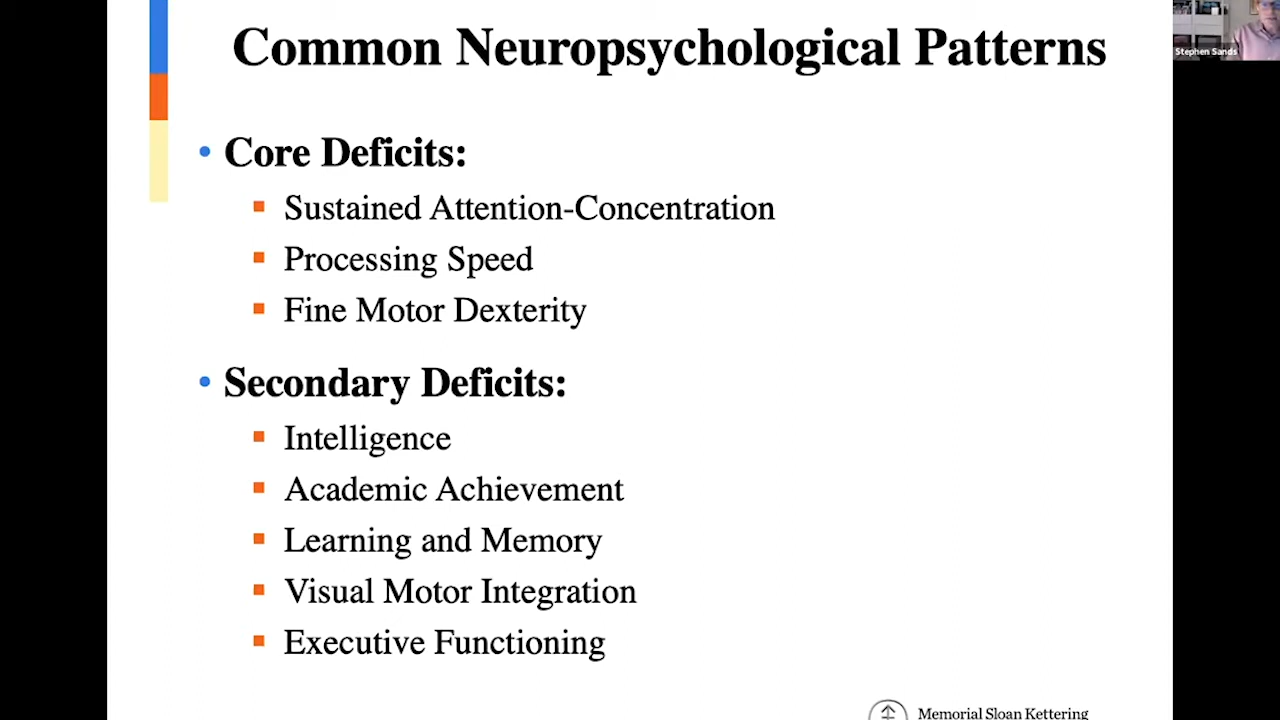 Common Neuropsychological Patterns
Stephen Sands
• Core Deficits:
▪ Sustained Attention-Concentration
▪ Processing Speed
▪ Fine Motor Dexterity
• Secondary Deficits:
▪ Intelligence
▪ Academic Achievement
▪ Learning and Memory
▪ Visual Motor Integration
▪ Executive Functioning
Memorial Sloan Kettering